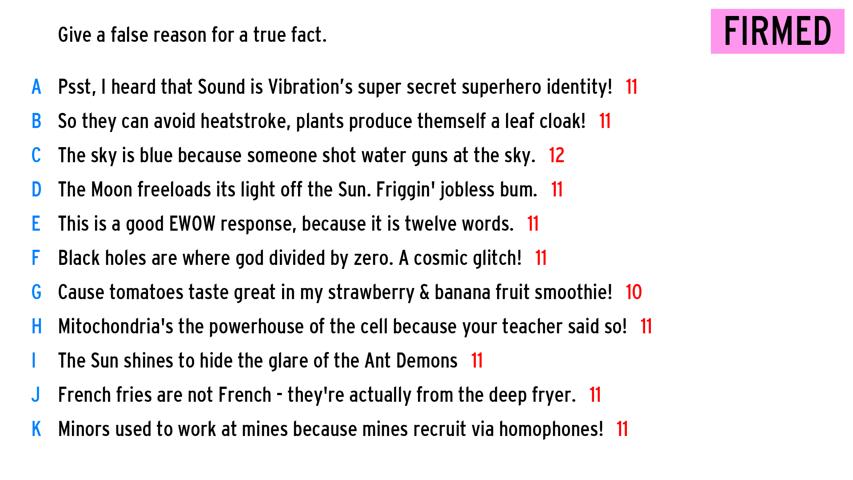 Give a false reason for a true fact.
FIRMED
A Psst, I heard that Sound is Vibration's super secret superhero identity! 11
B So they can avoid heatstroke, plants produce themself a leaf cloak! 11
C The sky is blue because someone shot water guns at the sky. 12
D The Moon freeloads its light off the Sun. Friggin' jobless bum. 11
E This is a good EWOW response, because it is twelve words. 11
F Black holes are where god divided by zero. A cosmic glitch! 11
G Cause tomatoes taste great in my strawberry & banana fruit smoothie! 10
H Mitochondria's the powerhouse of the cell because your teacher said so! 11
I The Sun shines to hide the glare of the Ant Demons 11
J French fries are not French - they're actually from the deep fryer. 11
K Minors used to work at mines because mines recruit via homophones! 11